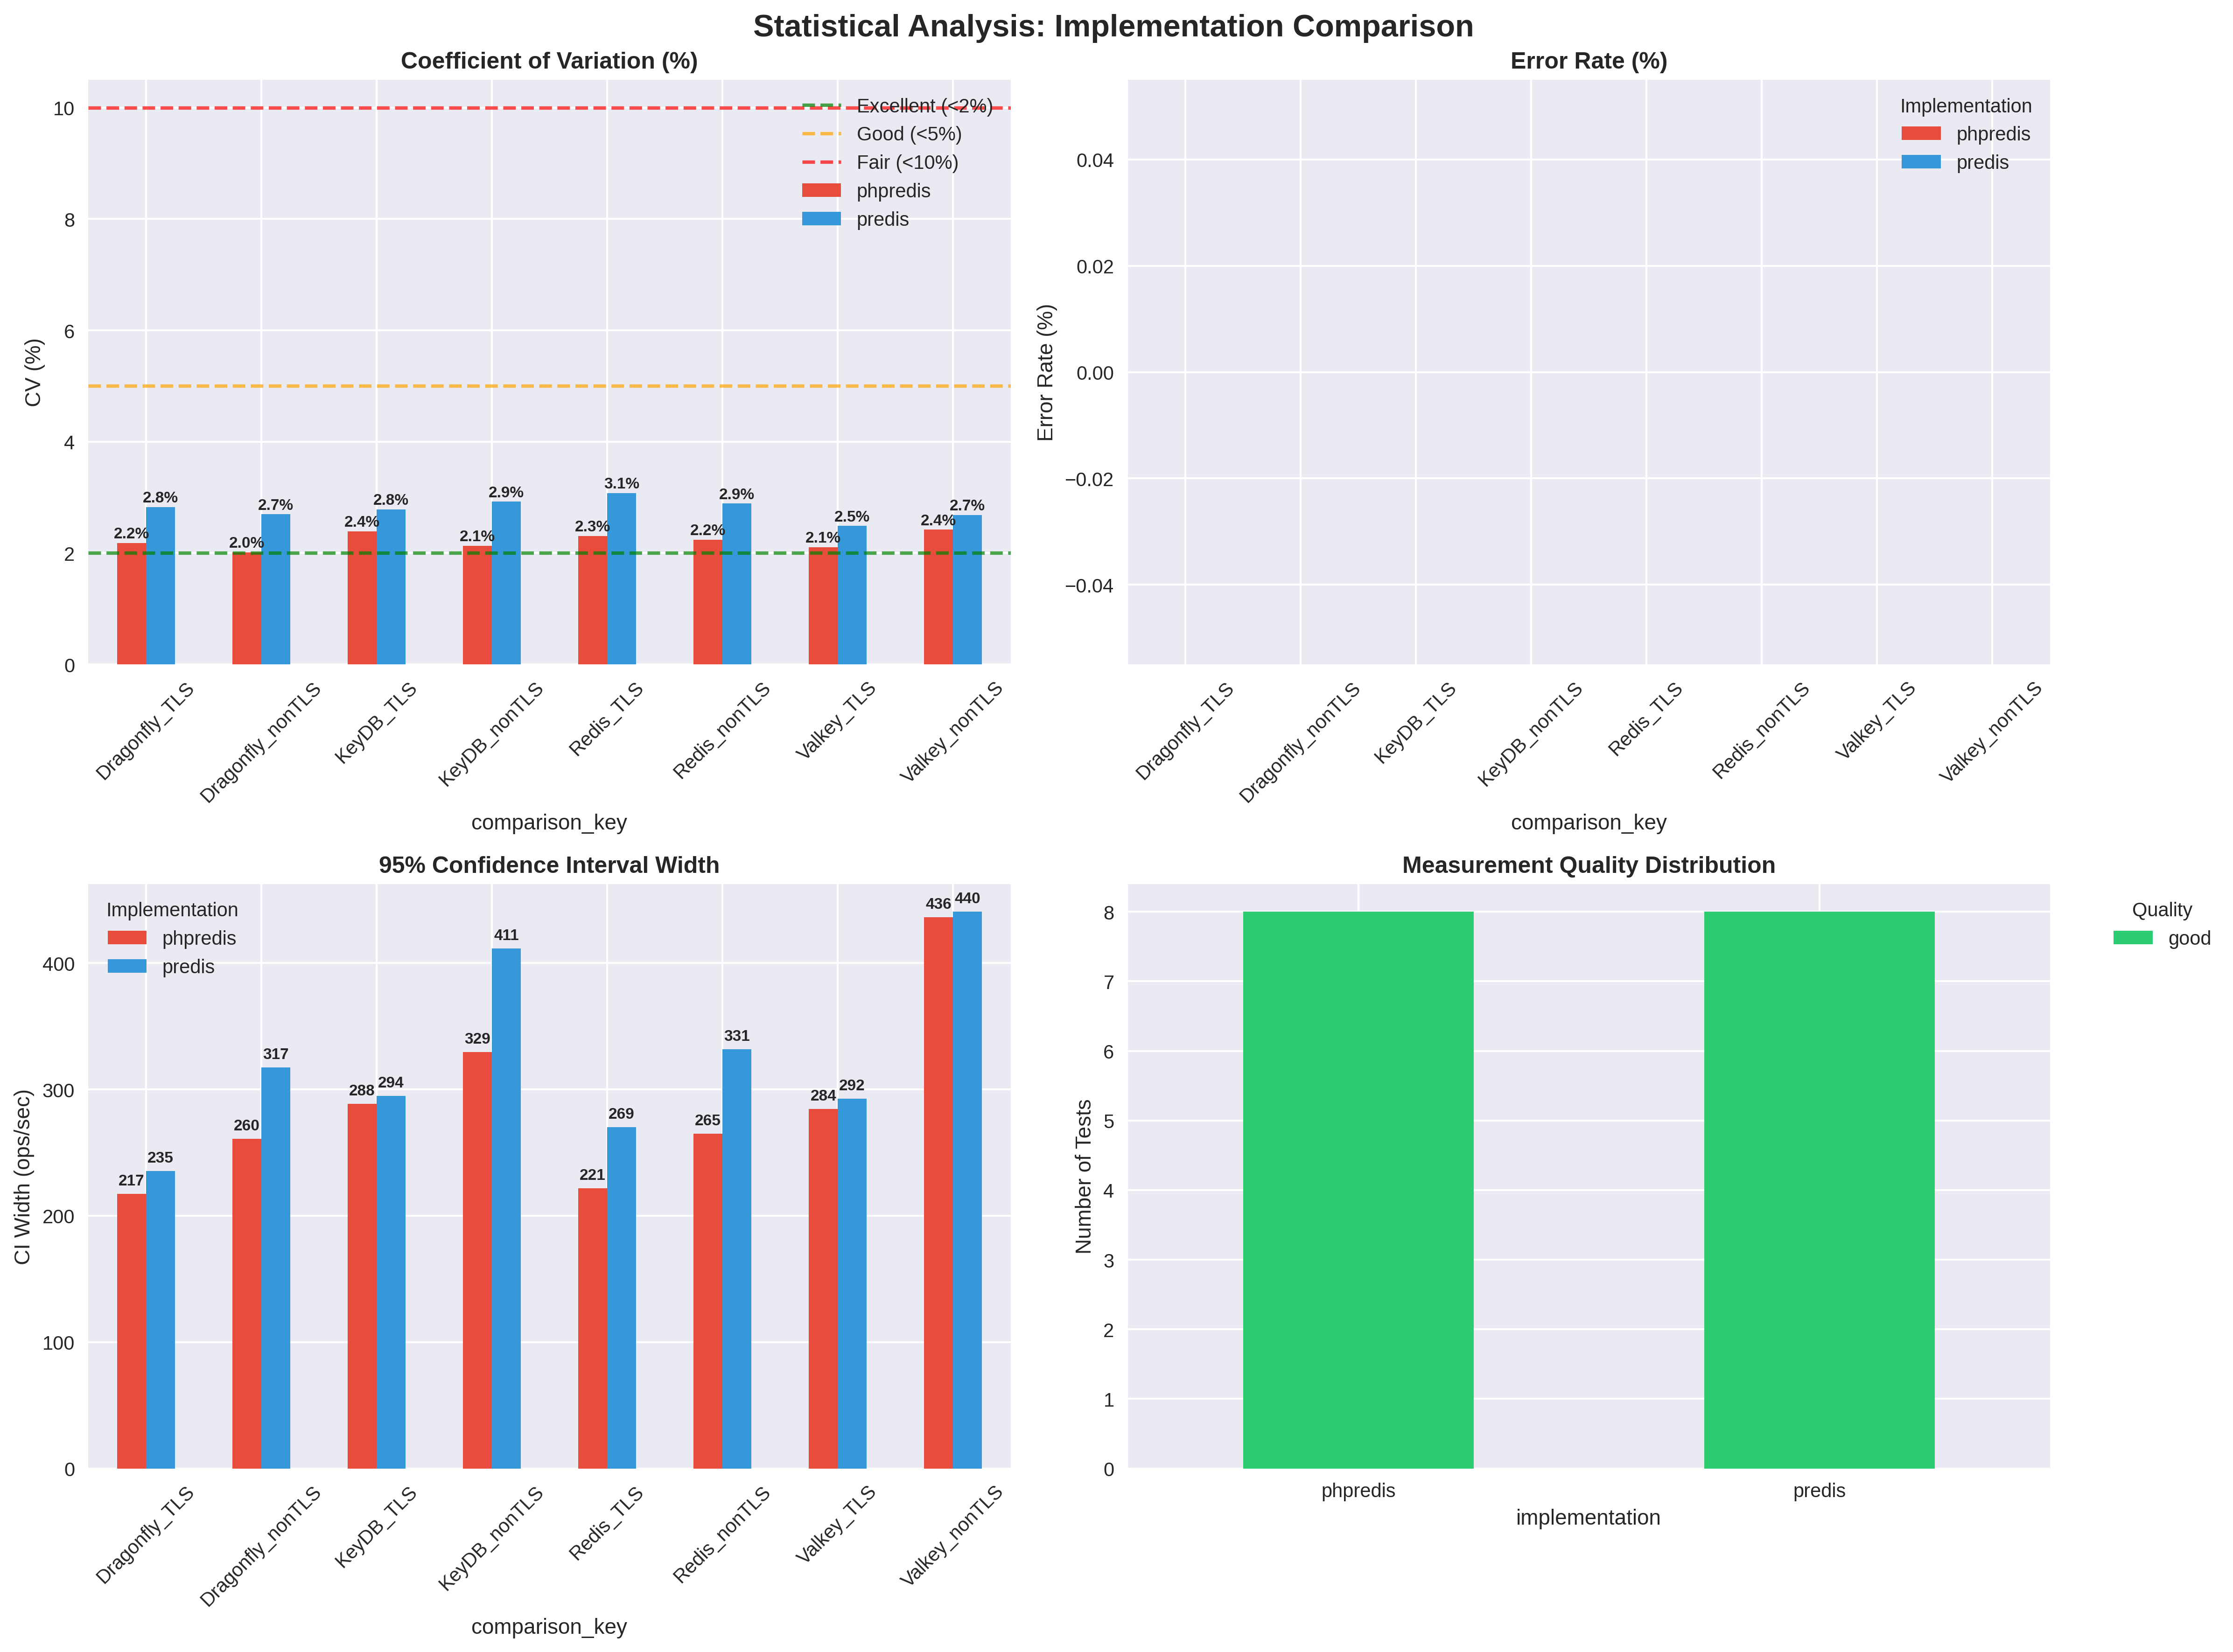 Statistical Analysis: Implementation Comparison
Coefficient of Variation (%)
CV (%)
10
8
6
4
2
0
Excellent (<2%)
Good (<5%)
Fair (<10%)
phpredis
predis
2.2%
2.8%
2.0%
2.7%
2.4%
2.8%
2.1%
2.9%
2.3%
3.1%
2.2%
2.9%
2.1%
2.5%
2.4%
2.7%
Dragonfly_TLS
Dragonfly_nonTLS
KeyDB_TLS
KeyDB_nonTLS
Redis_TLS
Redis_nonTLS
Valkey_TLS
Valkey_nonTLS
comparison_key
Error Rate (%)
Error Rate (%)
0.04
0.02
0.00
−0.02
−0.04
Implementation
phpredis
predis
Dragonfly_TLS
Dragonfly_nonTLS
KeyDB_TLS
KeyDB_nonTLS
Redis_TLS
Redis_nonTLS
Valkey_TLS
Valkey_nonTLS
comparison_key
95% Confidence Interval Width
CI Width (ops/sec)
400
300
200
100
0
Implementation
phpredis
predis
217
235
260
317
288
294
329
411
221
269
265
331
284
292
436
440
Dragonfly_TLS
Dragonfly_nonTLS
KeyDB_TLS
KeyDB_nonTLS
Redis_TLS
Redis_nonTLS
Valkey_TLS
Valkey_nonTLS
comparison_key
Measurement Quality Distribution
Number of Tests
8
7
6
5
4
3
2
1
0
phpredis
predis
implementation
Quality
good